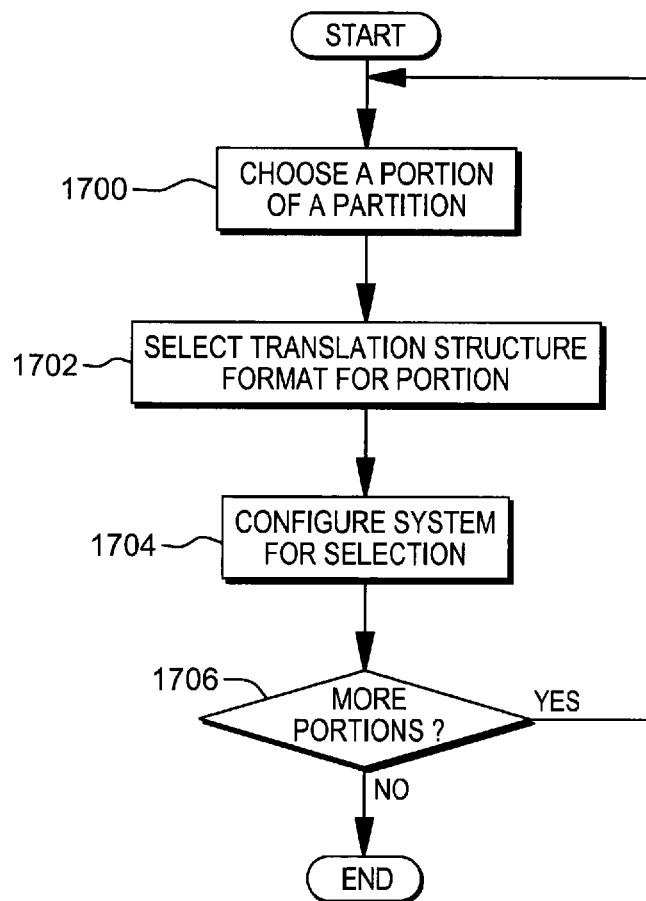 START
1700
CHOOSE A PORTION
OF A PARTITION
1702
SELECT TRANSLATION STRUCTURE
FORMAT FOR PORTION
1704
CONFIGURE SYSTEM
FOR SELECTION
1706
MORE
PORTIONS ?
YES
NO
END